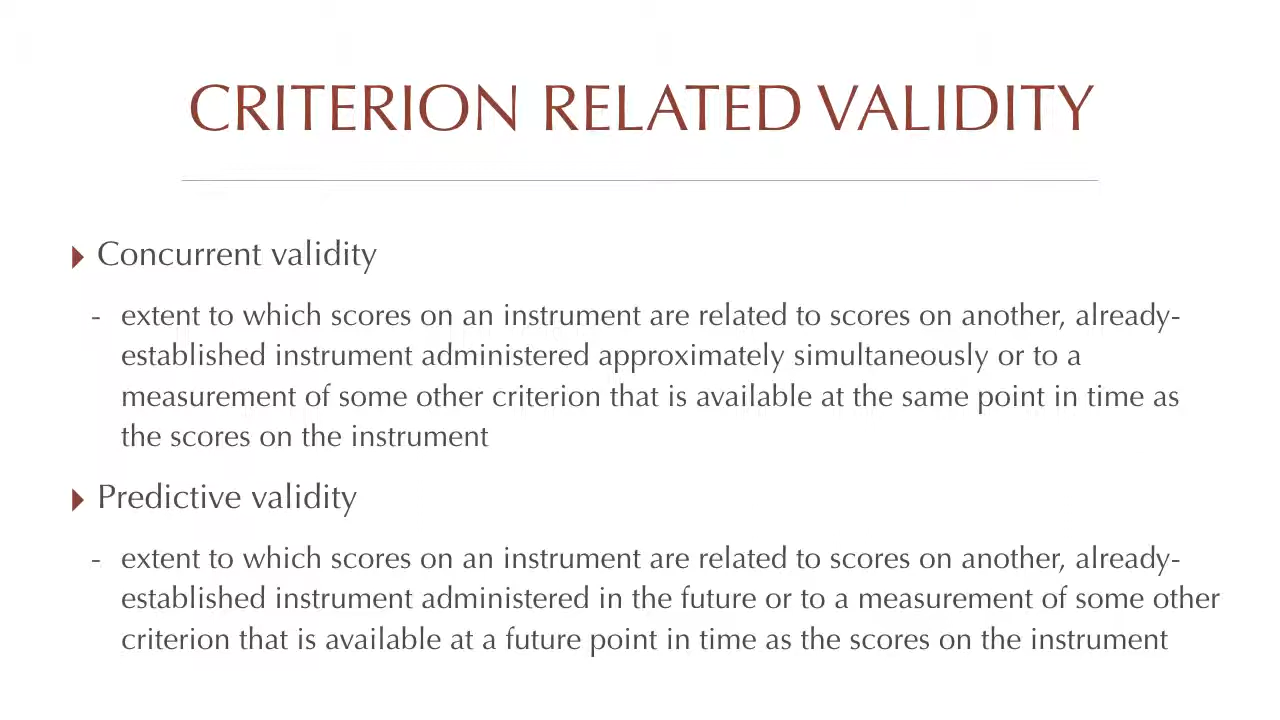 CRITERION RELATED VALIDITY
Concurrent validity
- extent to which scores on an instrument are related to scores on another, already-
established instrument administered approximately simultaneously or to a
measurement of some other criterion that is available at the same point in time as
the scores on the instrument
Predictive validity
- extent to which scores on an instrument are related to scores on another, already-
established instrument administered in the future or to a measurement of some other
criterion that is available at a future point in time as the scores on the instrument